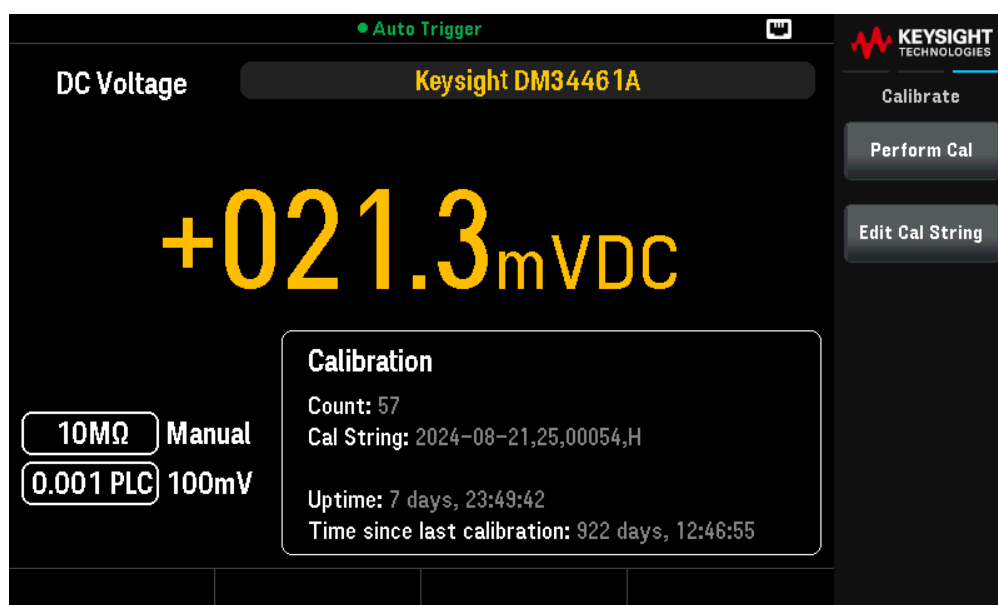 Auto Trigger
KEYSIGHT
TECHNOLOGIES
DC Voltage
Keysight DM34461A
Calibrate
Perform Cal
+021.3mVDC
Edit Cal String
Calibration
Count: 57
10MΩ Manual
Cal String: 2024-08-21,25,00054,H
0.001 PLC 100mV
Uptime: 7 days, 23:49:42
Time since last calibration: 922 days, 12:46:55